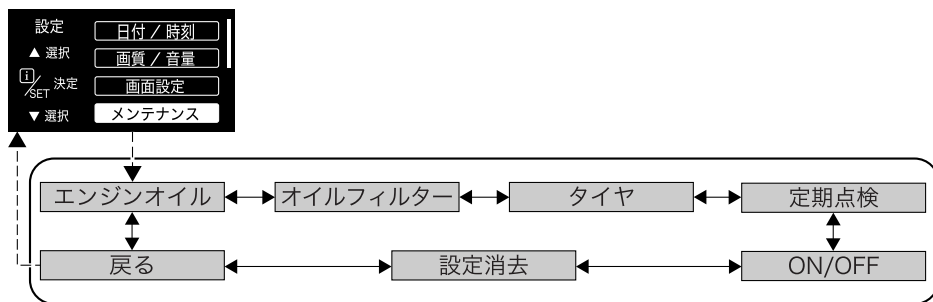 設定
▲ 選択
i/SET 決定
▼ 選択
日付 / 時刻
画質 / 音量
画面設定
メンテナンス
エンジンオイル
オイルフィルター
タイヤ
定期点検
戻る
設定消去
ON/OFF